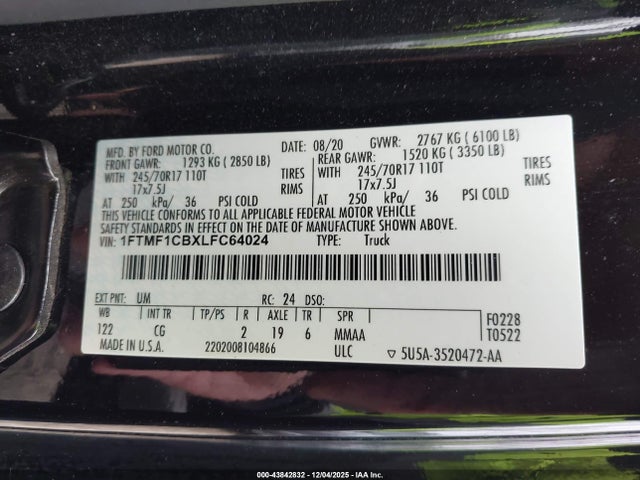 MFD. BY FORD MOTOR CO. DATE: 08/20 GVWR: 2767 KG ( 6100 LB)
FRONT GAWR: 1293 KG ( 2850 LB) REAR GAWR: 1520 KG ( 3350 LB)
WITH 245/70R17 110T TIRES WITH 245/70R17 110T TIRES
17x7.5J RIMS 17x7.5J RIMS
AT 250 kPa/ 36 PSI COLD AT 250 kPa/ 36 PSI COLD
THIS VEHICLE CONFORMS TO ALL APPLICABLE FEDERAL MOTOR VEHICLE
SAFETY STANDARDS IN EFFECT ON THE DATE OF MANUFACTURE SHOWN ABOVE.
VIN: 1FTMF1CBXLFC64024 TYPE: Truck
EXT PNT: UM RC: 24 DSO:
WB INT TR TP/PS R AXLE TR SPR F0228
122 CG 2 19 6 MMAA T0522
MADE IN U.S.A. 2202008104866 ULC ▽ 5U5A-3520472-AA
000-43842832 - 12/04/2025 - IAA Inc.